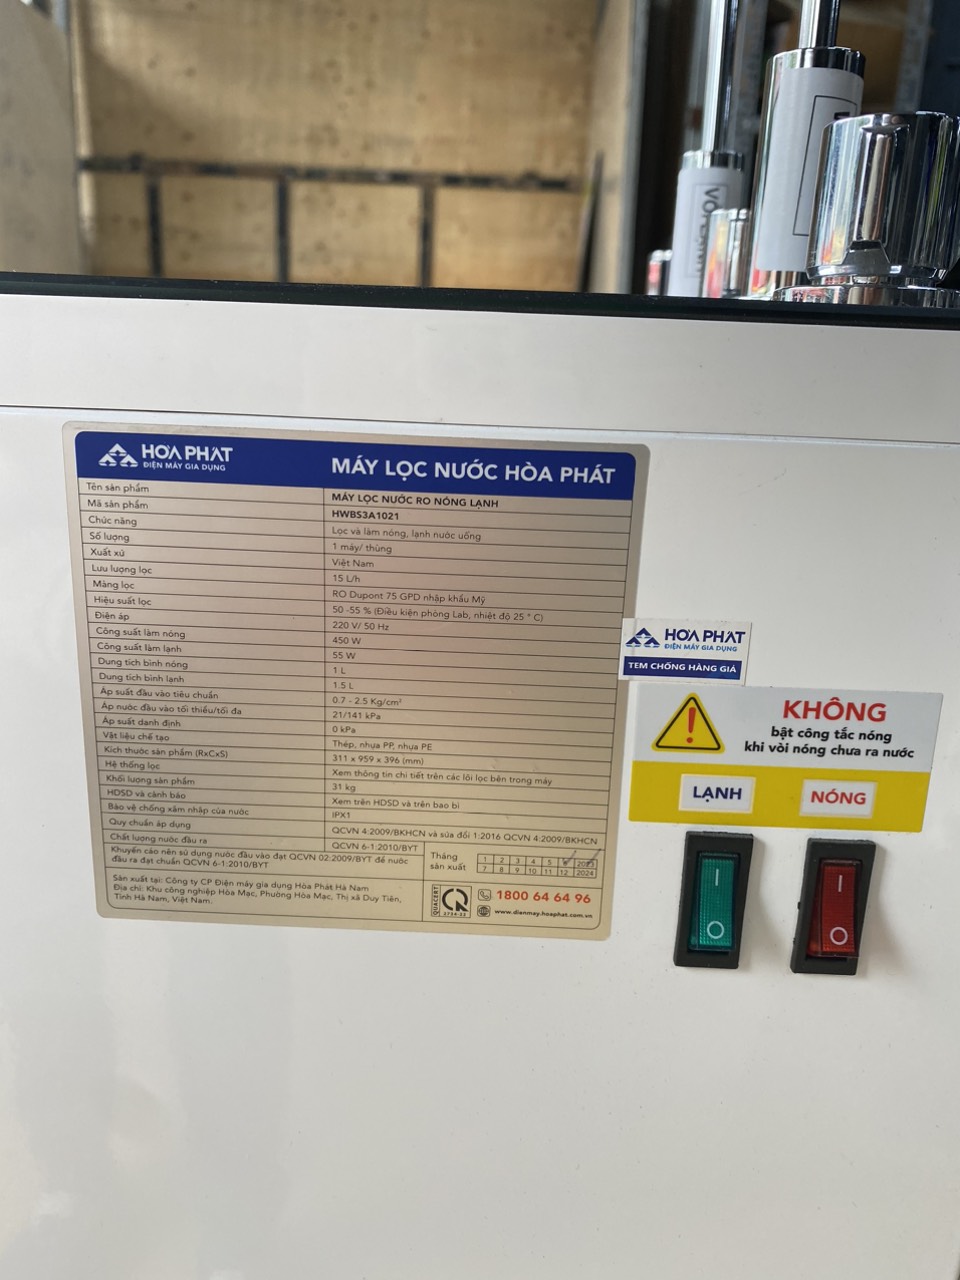 HÒA PHÁT
ĐIỆN MÁY GIA DỤNG
MÁY LỌC NƯỚC HÒA PHÁT
Tên sản phẩm MÁY LỌC NƯỚC RO NÓNG LẠNH
Mã sản phẩm HWBS3A1021
Chức năng Lọc và làm nóng, lạnh nước uống
Số lượng 1 máy/ thùng
Xuất xứ Việt Nam
Lưu lượng lọc 15 L/h
Màng lọc RO Dupont 75 GPD nhập khẩu Mỹ
Hiệu suất lọc 50 -55 % (Điều kiện phòng Lab, nhiệt độ 25 ° C)
Điện áp 220 V/ 50 Hz
Công suất làm nóng 450 W
Công suất làm lạnh 55 W
Dung tích bình nóng 1 L
Dung tích bình lạnh 1.5 L
Áp suất đầu vào tiêu chuẩn 0.7 - 2.5 Kg/cm²
Áp nước đầu vào tối thiểu/tối đa 21/141 kPa
Áp suất danh định 0 kPa
Vật liệu chế tạo Thép, nhựa PP, nhựa PE
Kích thước sản phẩm (RxCxS) 311 x 959 x 396 (mm)
Hệ thống lọc Xem thông tin chi tiết trên các lõi lọc bên trong máy
Khối lượng sản phẩm 31 kg
HDSD và cảnh báo Xem trên HDSD và trên bao bì
Bảo vệ chống xâm nhập của nước IPX1
Quy chuẩn áp dụng QCVN 4:2009/BKHCN và sửa đổi 1:2016 QCVN 4:2009/BKHCN
Chất lượng nước đầu ra QCVN 6-1:2010/BYT
Khuyến cáo nên sử dụng nước đầu vào đạt QCVN 02:2009/BYT để nước
đầu ra đạt chuẩn QCVN 6-1:2010/BYT
Tháng
sản xuất
1 2 3 4 5 6 2023
7 8 9 10 11 12 2024
Sản xuất tại: Công ty CP Điện máy gia dụng Hòa Phát Hà Nam
Địa chỉ: Khu công nghiệp Hòa Mạc, Phường Hòa Mạc, Thị xã Duy Tiên,
Tỉnh Hà Nam, Việt Nam.
QUACERT
1800 64 64 96
www.dienmay.hoaphat.com.vn
HÒA PHÁT
ĐIỆN MÁY GIA DỤNG
TEM CHỐNG HÀNG GIẢ
KHÔNG
bật công tắc nóng
khi vòi nóng chưa ra nước
LẠNH
NÓNG